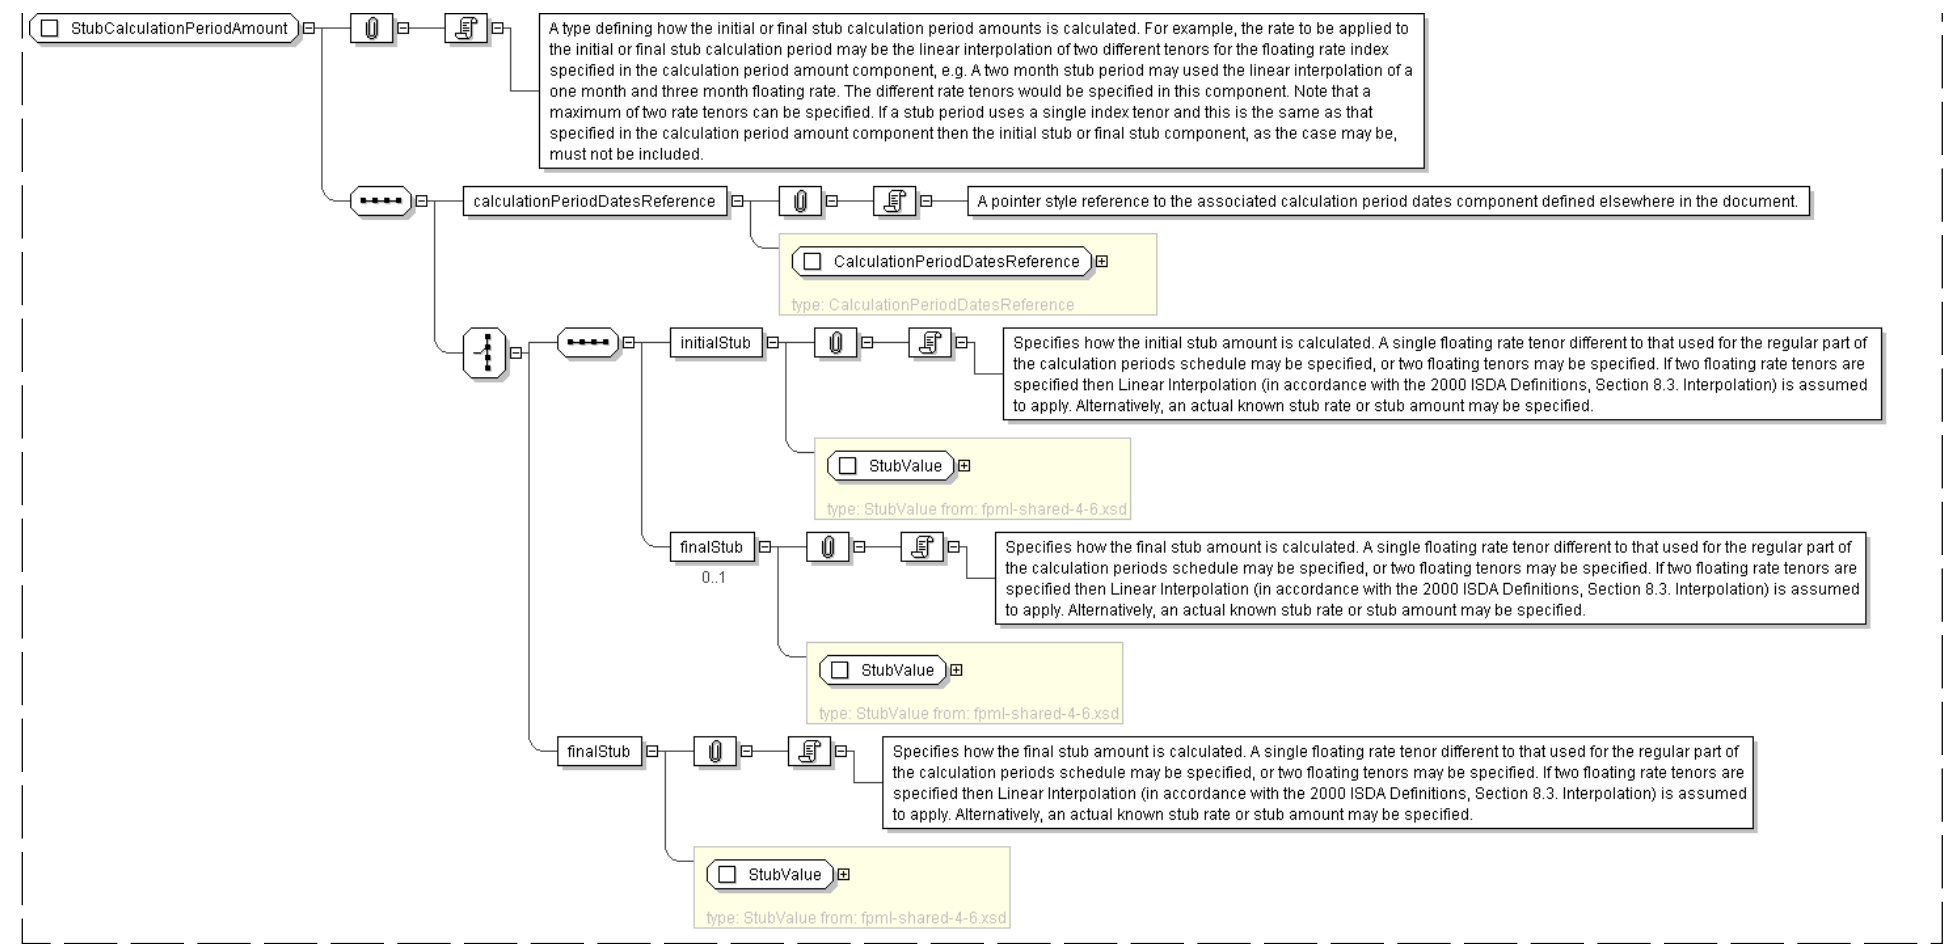 StubCalculationPeriodAmount
A type defining how the initial or final stub calculation period amounts is calculated. For example, the rate to be applied to
the initial or final stub calculation period may be the linear interpolation of two different tenors for the floating rate index
specified in the calculation period amount component, e.g. A two month stub period may used the linear interpolation of a
one month and three month floating rate. The different rate tenors would be specified in this component. Note that a
maximum of two rate tenors can be specified. If a stub period uses a single index tenor and this is the same as that
specified in the calculation period amount component then the initial stub or final stub component, as the case may be,
must not be included.
calculationPeriodDatesReference
A pointer style reference to the associated calculation period dates component defined elsewhere in the document.
CalculationPeriodDatesReference
type: CalculationPeriodDatesReference
initialStub
Specifies how the initial stub amount is calculated. A single floating rate tenor different to that used for the regular part of
the calculation periods schedule may be specified, or two floating tenors may be specified. If two floating rate tenors are
specified then Linear Interpolation (in accordance with the 2000 ISDA Definitions, Section 8.3. Interpolation) is assumed
to apply. Alternatively, an actual known stub rate or stub amount may be specified.
StubValue
type: StubValue from: fpml-shared-4-6.xsd
finalStub
0..1
Specifies how the final stub amount is calculated. A single floating rate tenor different to that used for the regular part of
the calculation periods schedule may be specified, or two floating tenors may be specified. If two floating rate tenors are
specified then Linear Interpolation (in accordance with the 2000 ISDA Definitions, Section 8.3. Interpolation) is assumed
to apply. Alternatively, an actual known stub rate or stub amount may be specified.
StubValue
type: StubValue from: fpml-shared-4-6.xsd
finalStub
Specifies how the final stub amount is calculated. A single floating rate tenor different to that used for the regular part of
the calculation periods schedule may be specified, or two floating tenors may be specified. If two floating rate tenors are
specified then Linear Interpolation (in accordance with the 2000 ISDA Definitions, Section 8.3. Interpolation) is assumed
to apply. Alternatively, an actual known stub rate or stub amount may be specified.
StubValue
type: StubValue from: fpml-shared-4-6.xsd